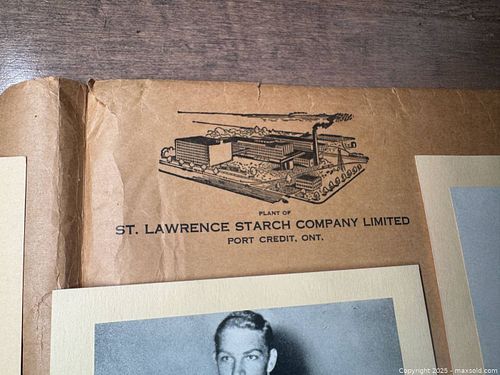 PLANT OF
ST. LAWRENCE STARCH COMPANY LIMITED
PORT CREDIT, ONT.
Copyright 2025 - maxsold.com